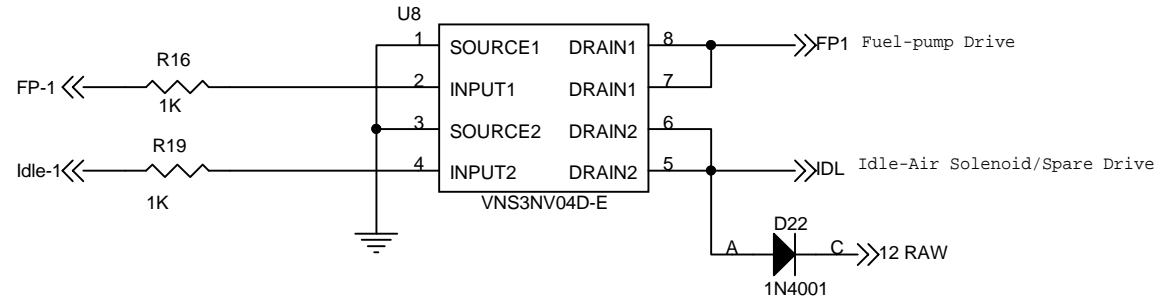 U8
1 SOURCE1 DRAIN1 8 FP1 Fuel-pump Drive
R16
FP-1 1K 2 INPUT1 DRAIN1 7
3 SOURCE2 DRAIN2 6
R19
Idle-1 1K 4 INPUT2 DRAIN2 5 IDL Idle-Air Solenoid/Spare Drive
VNS3NV04D-E
D22
A C 12 RAW
1N4001